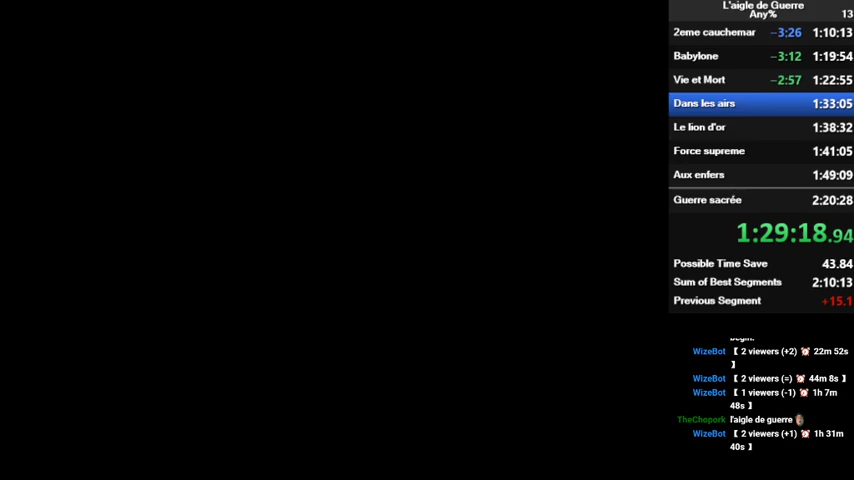 L'aigle de Guerre
Any% 13
2eme cauchemar −3:26 1:10:13
Babylone −3:12 1:19:54
Vie et Mort −2:57 1:22:55
Dans les airs 1:33:05
Le lion d'or 1:38:32
Force supreme 1:41:05
Aux enfers 1:49:09
Guerre sacrée 2:20:28
1:29:18.94
Possible Time Save 43.84
Sum of Best Segments 2:10:13
Previous Segment +15.1
begin.
WizeBot 【 2 viewers (+2) ⏰ 22m 52s
】
WizeBot 【 2 viewers (=) ⏰ 44m 8s 】
WizeBot 【 1 viewers (-1) ⏰ 1h 7m
48s 】
TheChopork l'aigle de guerre
WizeBot 【 2 viewers (+1) ⏰ 1h 31m
40s 】